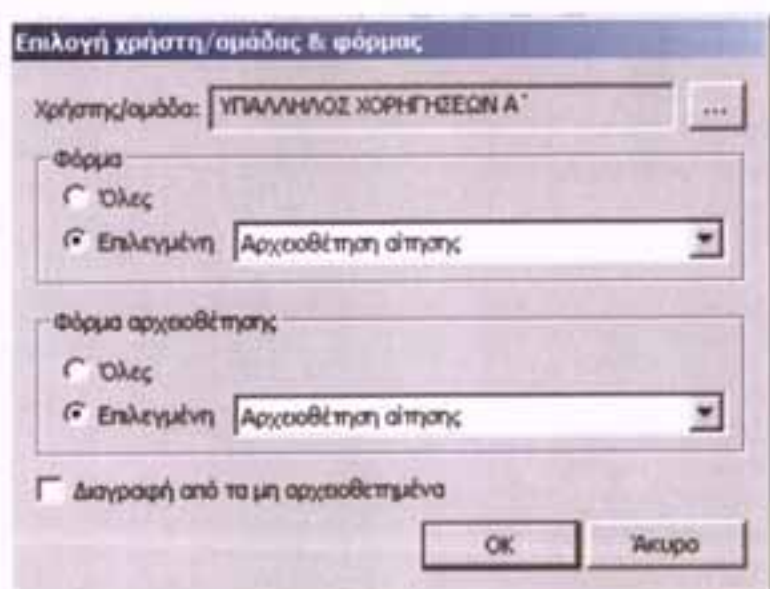 Επιλογή χρήστη/ομάδας & φόρμας
Χρήστης/ομάδα: ΥΠΑΛΛΗΛΟΣ ΧΟΡΗΓΗΣΕΩΝ Α΄ ...
Φόρμα
Όλες
Επιλεγμένη Αρχειοθέτηση αίτησης
Φόρμα αρχειοθέτησης
Όλες
Επιλεγμένη Αρχειοθέτηση αίτησης
Διαγραφή από τα μη αρχειοθετημένα
OK Άκυρο